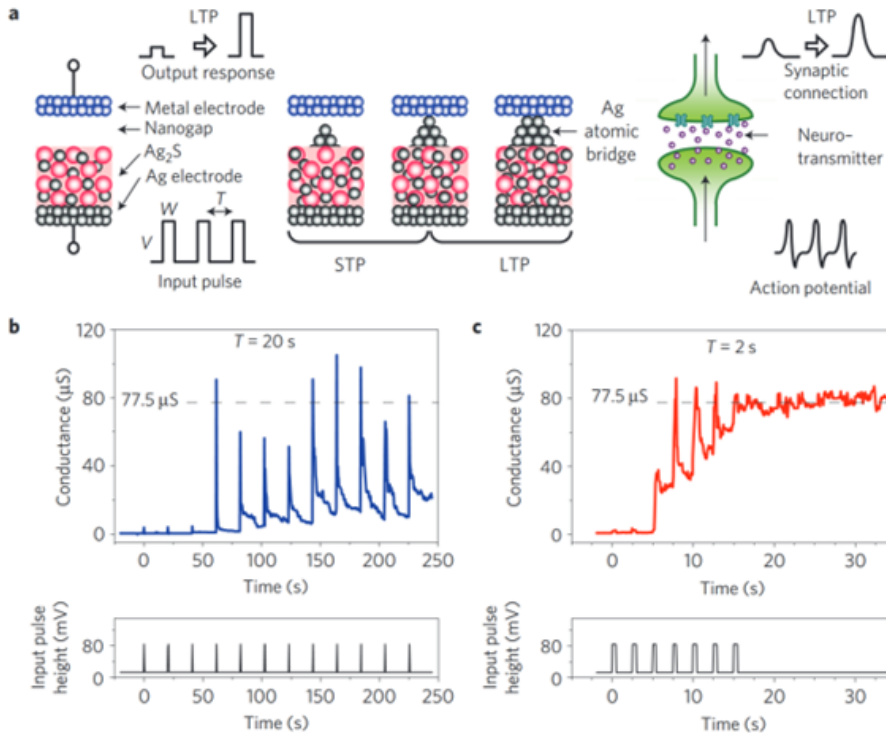 a
LTP
Output response
Metal electrode
Nanogap
Ag₂S
Ag electrode
W
T
V
Input pulse
STP
LTP
Ag
atomic
bridge
LTP
Synaptic
connection
Neuro-
transmitter
Action potential
b
T = 20 s
77.5 µS
Conductance (µS)
120
80
40
0
0
50
100
150
200
250
Time (s)
Input pulse
height (mV)
80
0
0
50
100
150
200
250
Time (s)
c
T = 2 s
77.5 µS
Conductance (µS)
120
80
40
0
0
10
20
30
Time (s)
Input pulse
height (mV)
80
0
0
10
20
30
Time (s)